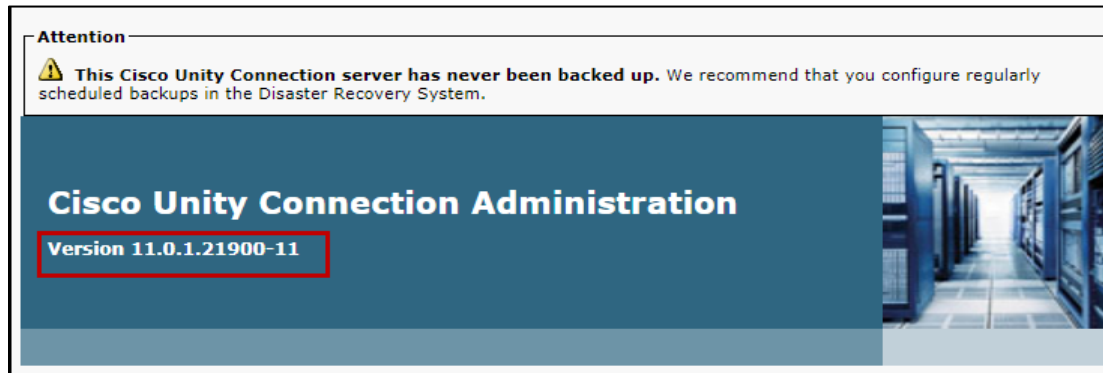 Attention
This Cisco Unity Connection server has never been backed up. We recommend that you configure regularly
scheduled backups in the Disaster Recovery System.
Cisco Unity Connection Administration
Version 11.0.1.21900-11